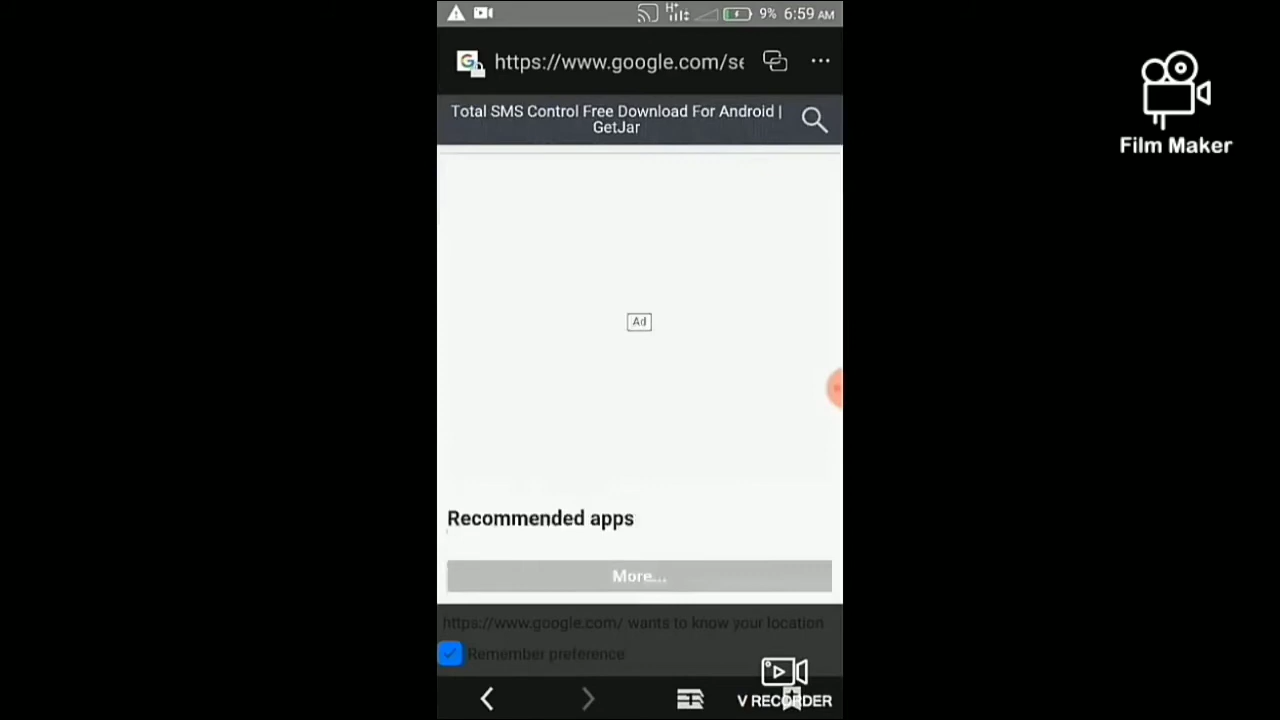 9% 6:59 AM
https://www.google.com/se
Total SMS Control Free Download For Android |
GetJar
Film Maker
Ad
Recommended apps
More...
https://www.google.com/ wants to know your location
Remember preference
V RECORDER